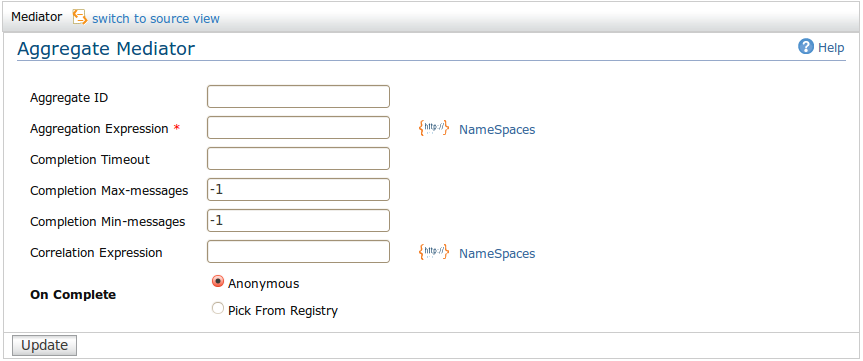 Mediator switch to source view
Aggregate Mediator Help
Aggregate ID
Aggregation Expression * {http://} NameSpaces
Completion Timeout
Completion Max-messages -1
Completion Min-messages -1
Correlation Expression {http://} NameSpaces
Anonymous
On Complete
Pick From Registry
Update